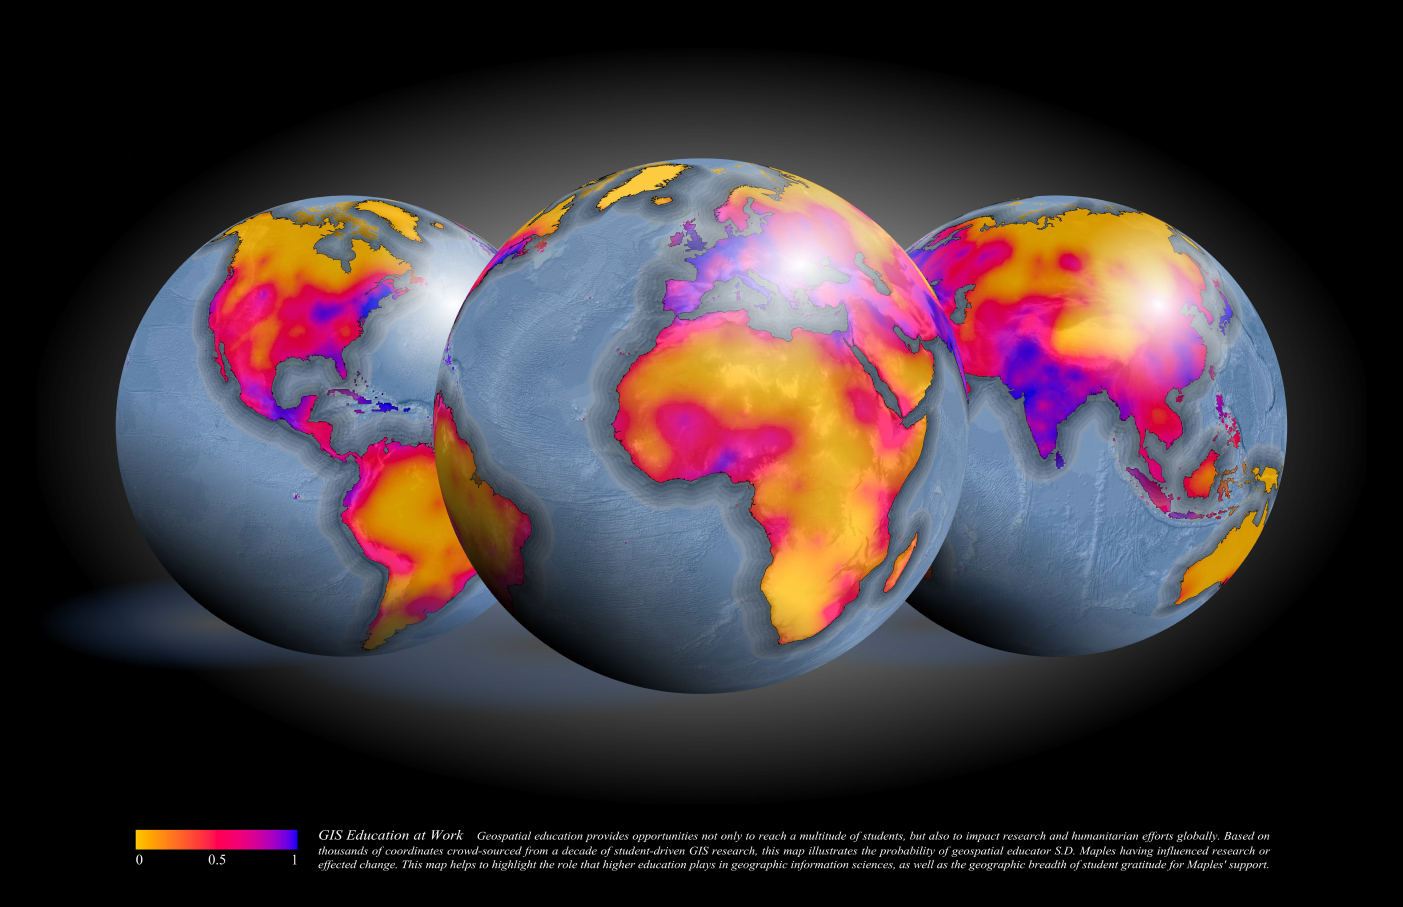 GIS Education at Work Geospatial education provides opportunities not only to reach a multitude of students, but also to impact research and humanitarian efforts globally. Based on
thousands of coordinates crowd-sourced from a decade of student-driven GIS research, this map illustrates the probability of geospatial educator S.D. Maples having influenced research or
effected change. This map helps to highlight the role that higher education plays in geographic information sciences, as well as the geographic breadth of student gratitude for Maples' support.
0 0.5 1